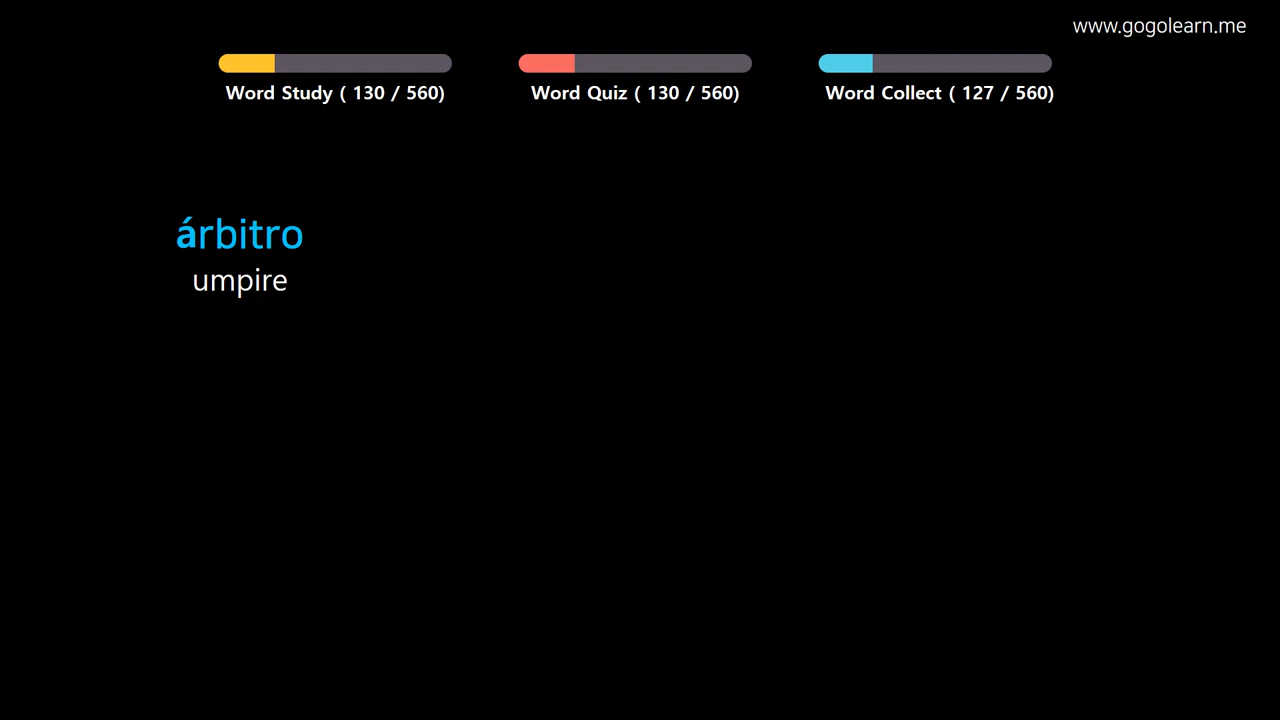 www.gogolearn.me
Word Study ( 130 / 560)
Word Quiz ( 130 / 560)
Word Collect ( 127 / 560)
árbitro
umpire